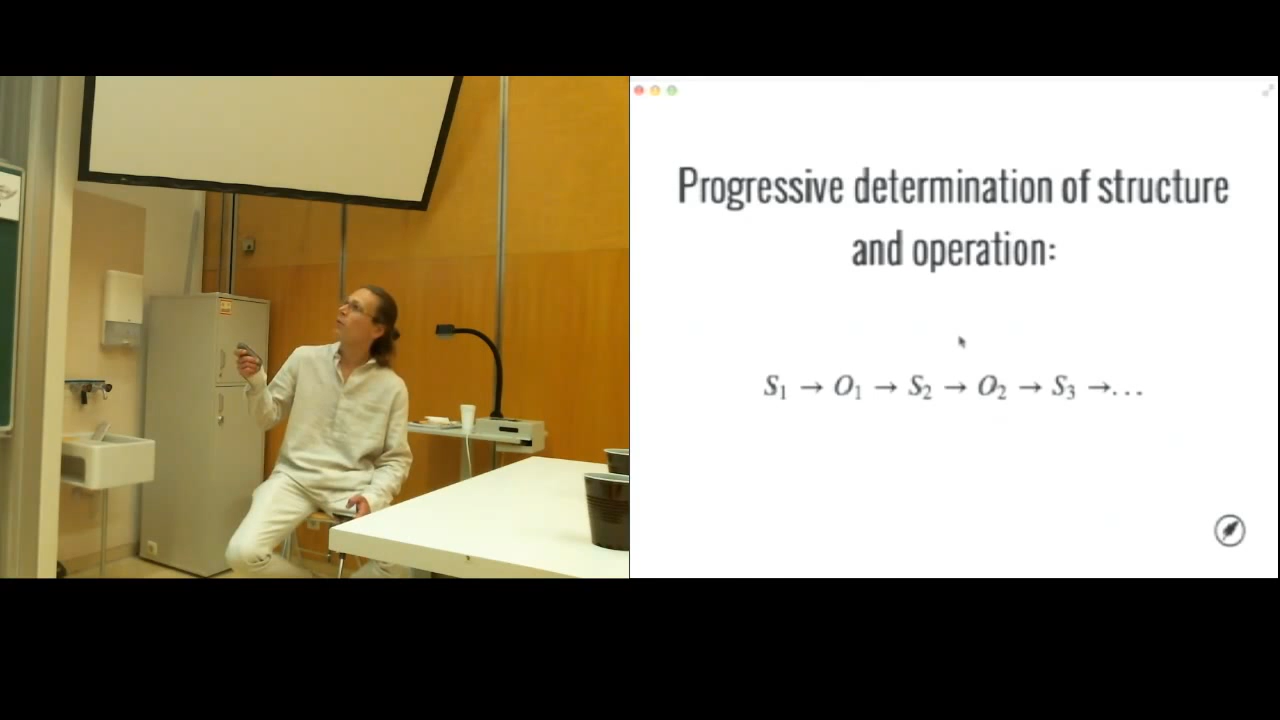 Progressive determination of structure
and operation:
S₁ → O₁ → S₂ → O₂ → S₃ →...